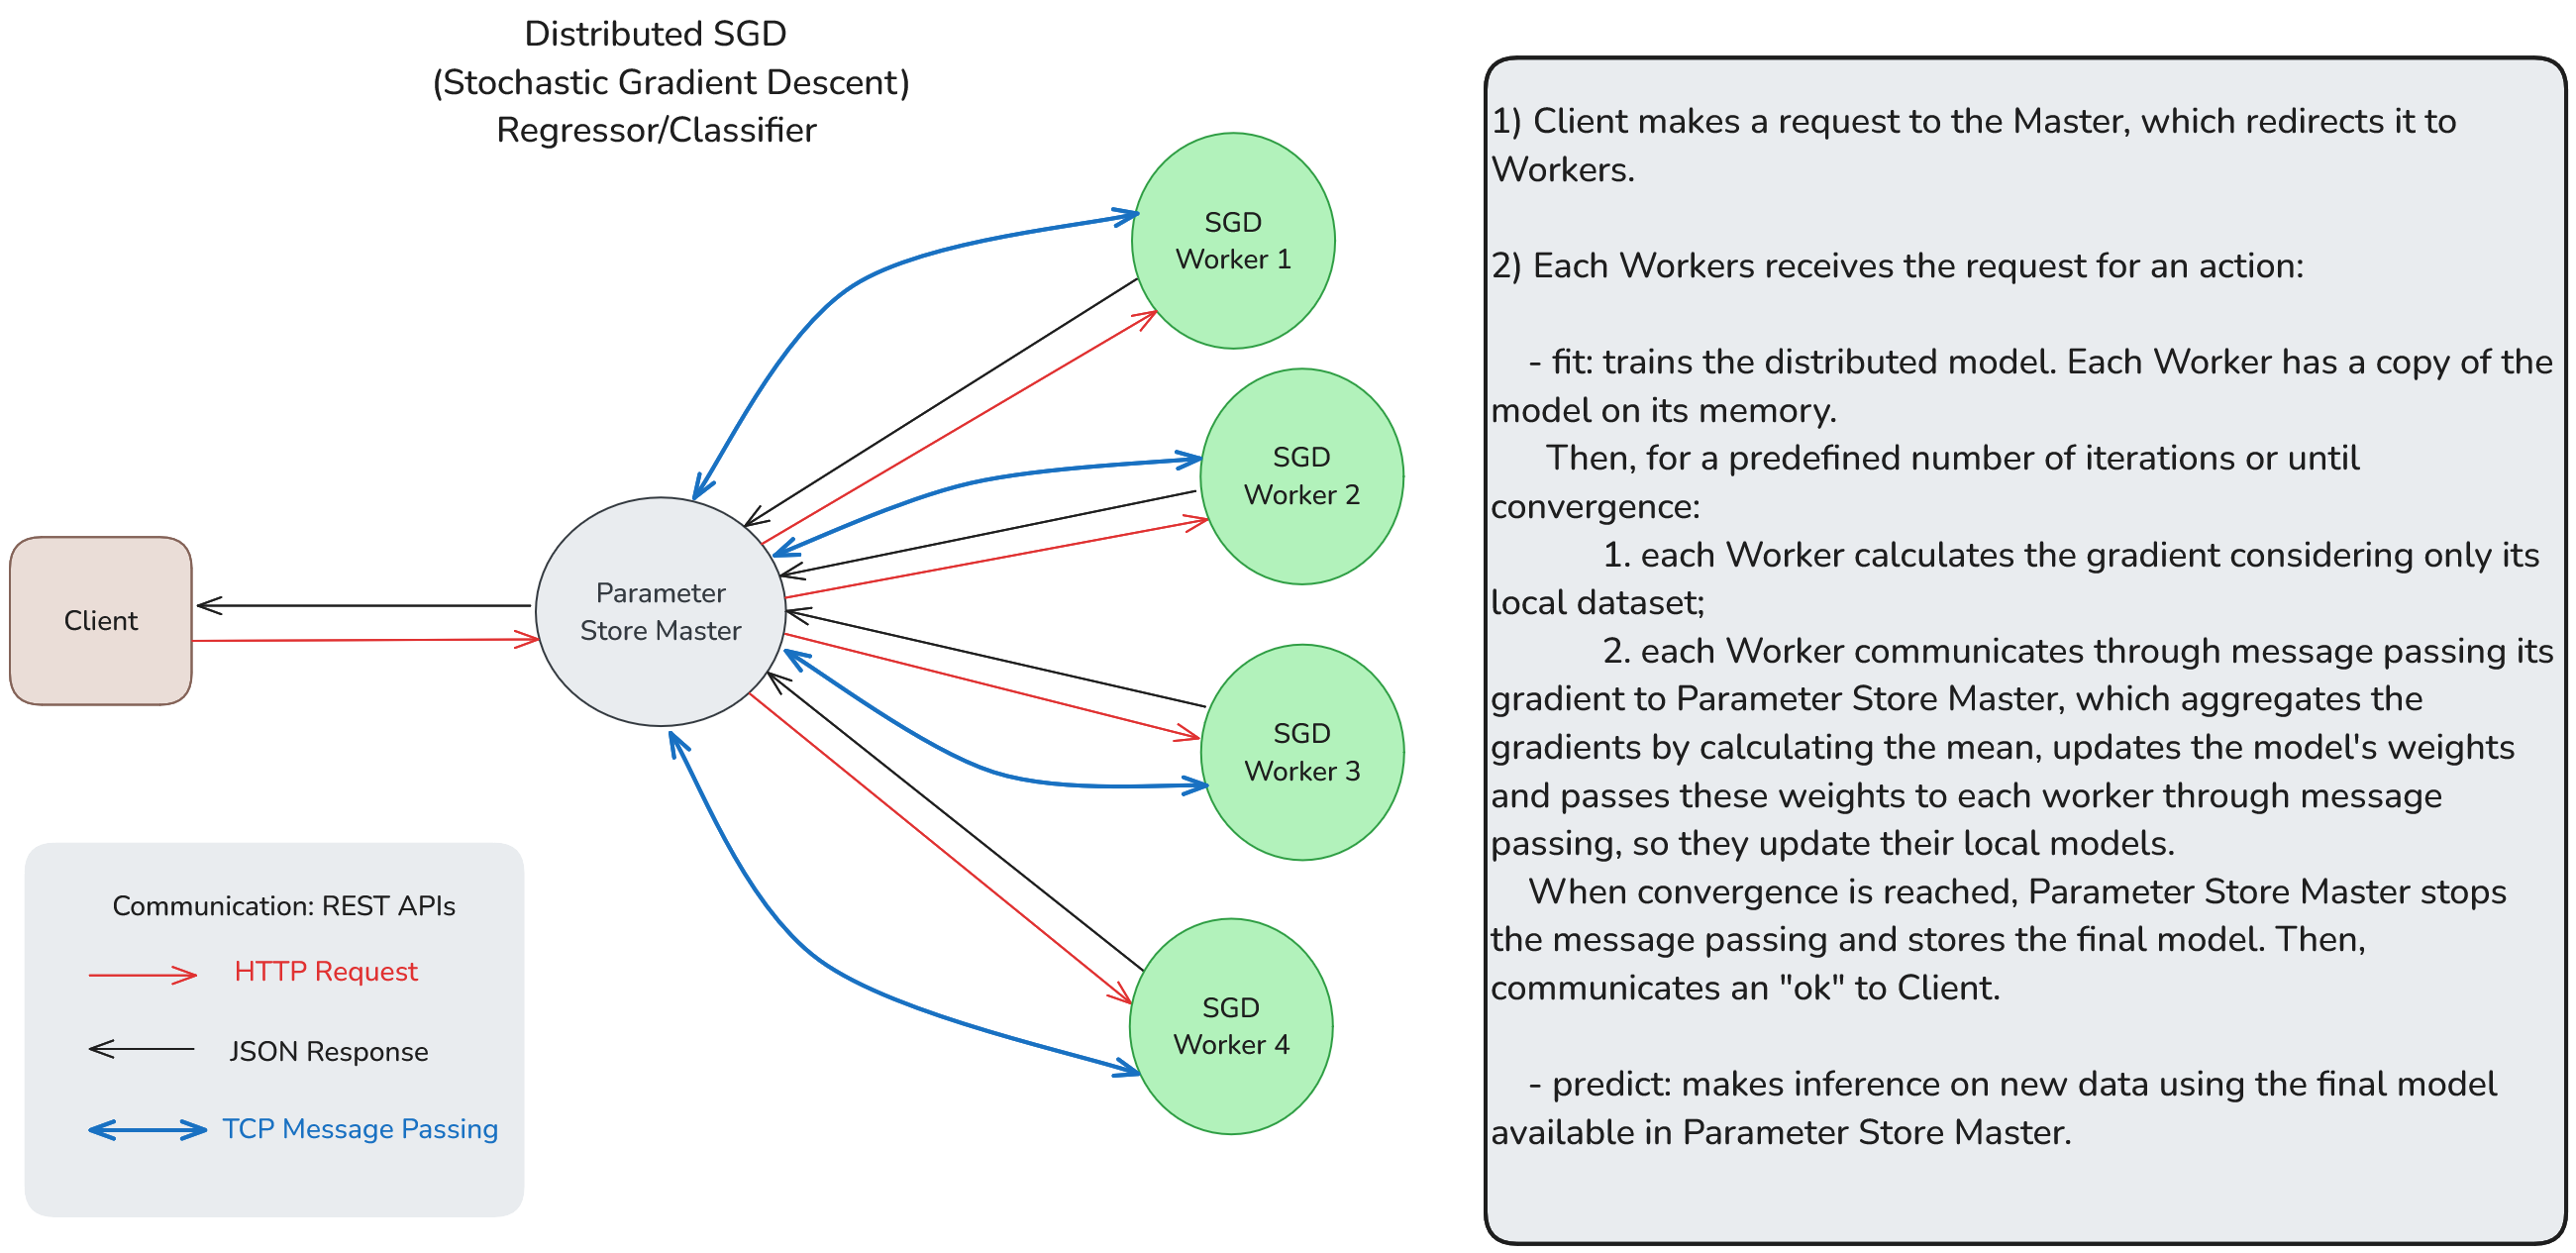 Distributed SGD
(Stochastic Gradient Descent)
Regressor/Classifier
SGD
Worker 1
SGD
Worker 2
Parameter
Store Master
Client
SGD
Worker 3
SGD
Worker 4
Communication: REST APIs
HTTP Request
JSON Response
TCP Message Passing
1) Client makes a request to the Master, which redirects it to
Workers.
2) Each Workers receives the request for an action:
- fit: trains the distributed model. Each Worker has a copy of the
model on its memory.
Then, for a predefined number of iterations or until
convergence:
1. each Worker calculates the gradient considering only its
local dataset;
2. each Worker communicates through message passing its
gradient to Parameter Store Master, which aggregates the
gradients by calculating the mean, updates the model's weights
and passes these weights to each worker through message
passing, so they update their local models.
When convergence is reached, Parameter Store Master stops
the message passing and stores the final model. Then,
communicates an "ok" to Client.
- predict: makes inference on new data using the final model
available in Parameter Store Master.